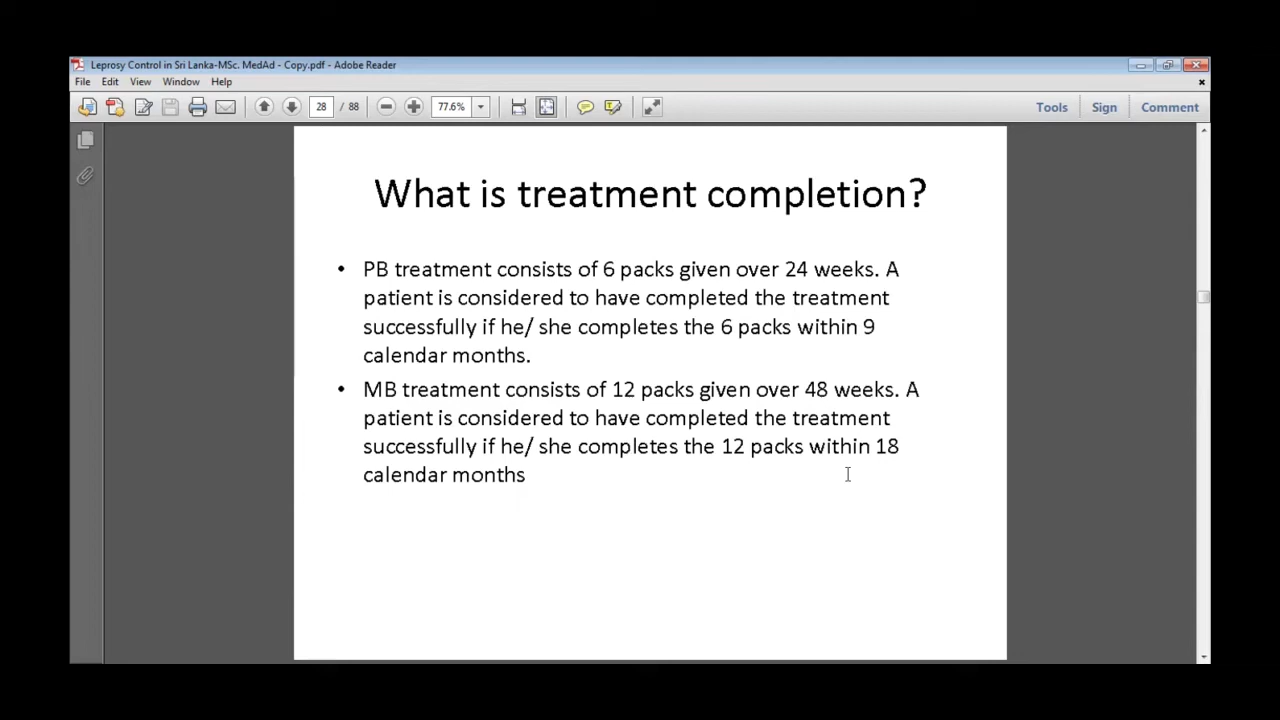 Leprosy Control in Sri Lanka-MSc. MedAd - Copy.pdf - Adobe Reader
File Edit View Window Help
28 / 88 77.6% Tools Sign Comment
What is treatment completion?
• PB treatment consists of 6 packs given over 24 weeks. A
patient is considered to have completed the treatment
successfully if he/ she completes the 6 packs within 9
calendar months.
• MB treatment consists of 12 packs given over 48 weeks. A
patient is considered to have completed the treatment
successfully if he/ she completes the 12 packs within 18
calendar months